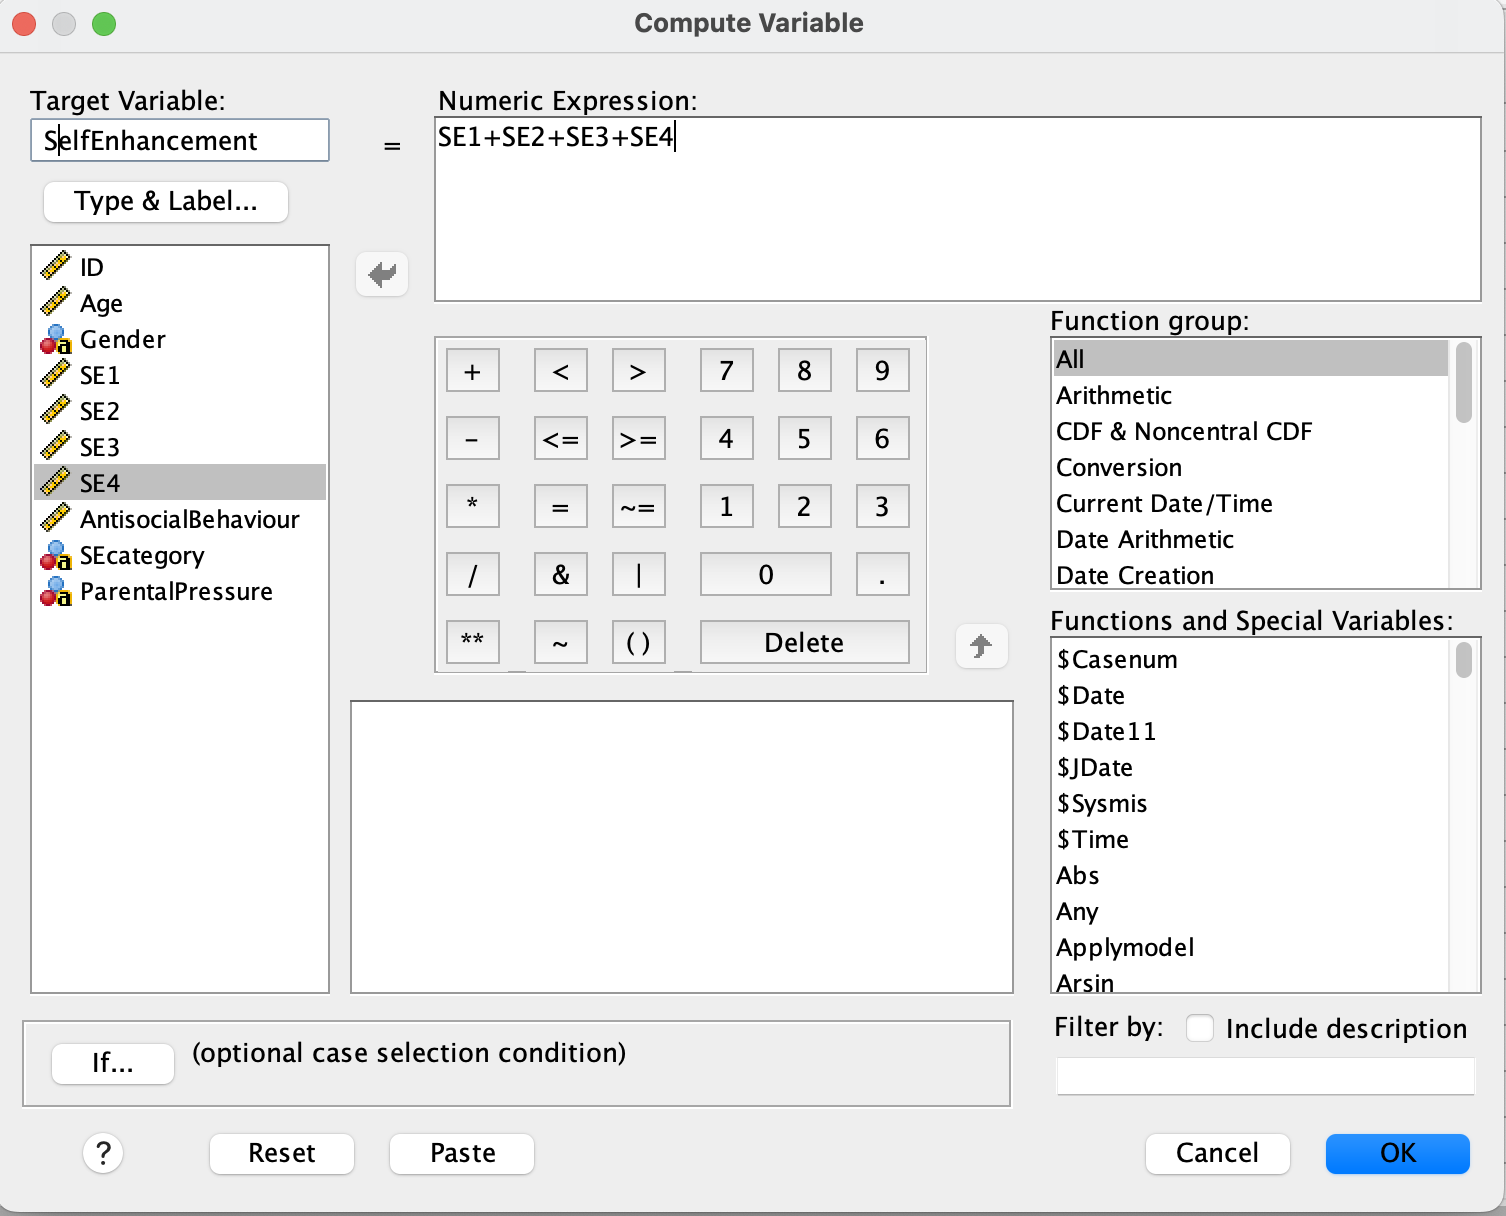 Compute Variable
Target Variable:
SelfEnhancement
=
Numeric Expression:
SE1+SE2+SE3+SE4
Type & Label...
ID
Age
Gender
SE1
SE2
SE3
SE4
AntisocialBehaviour
SEcategory
ParentalPressure
+ < > 7 8 9
- <= >= 4 5 6
* = ~= 1 2 3
/ & | 0 .
** ~ () Delete
Function group:
All
Arithmetic
CDF & Noncentral CDF
Conversion
Current Date/Time
Date Arithmetic
Date Creation
Functions and Special Variables:
$Casenum
$Date
$Date11
$JDate
$Sysmis
$Time
Abs
Any
Applymodel
Arsin
If... (optional case selection condition)
Filter by: Include description
? Reset Paste Cancel OK